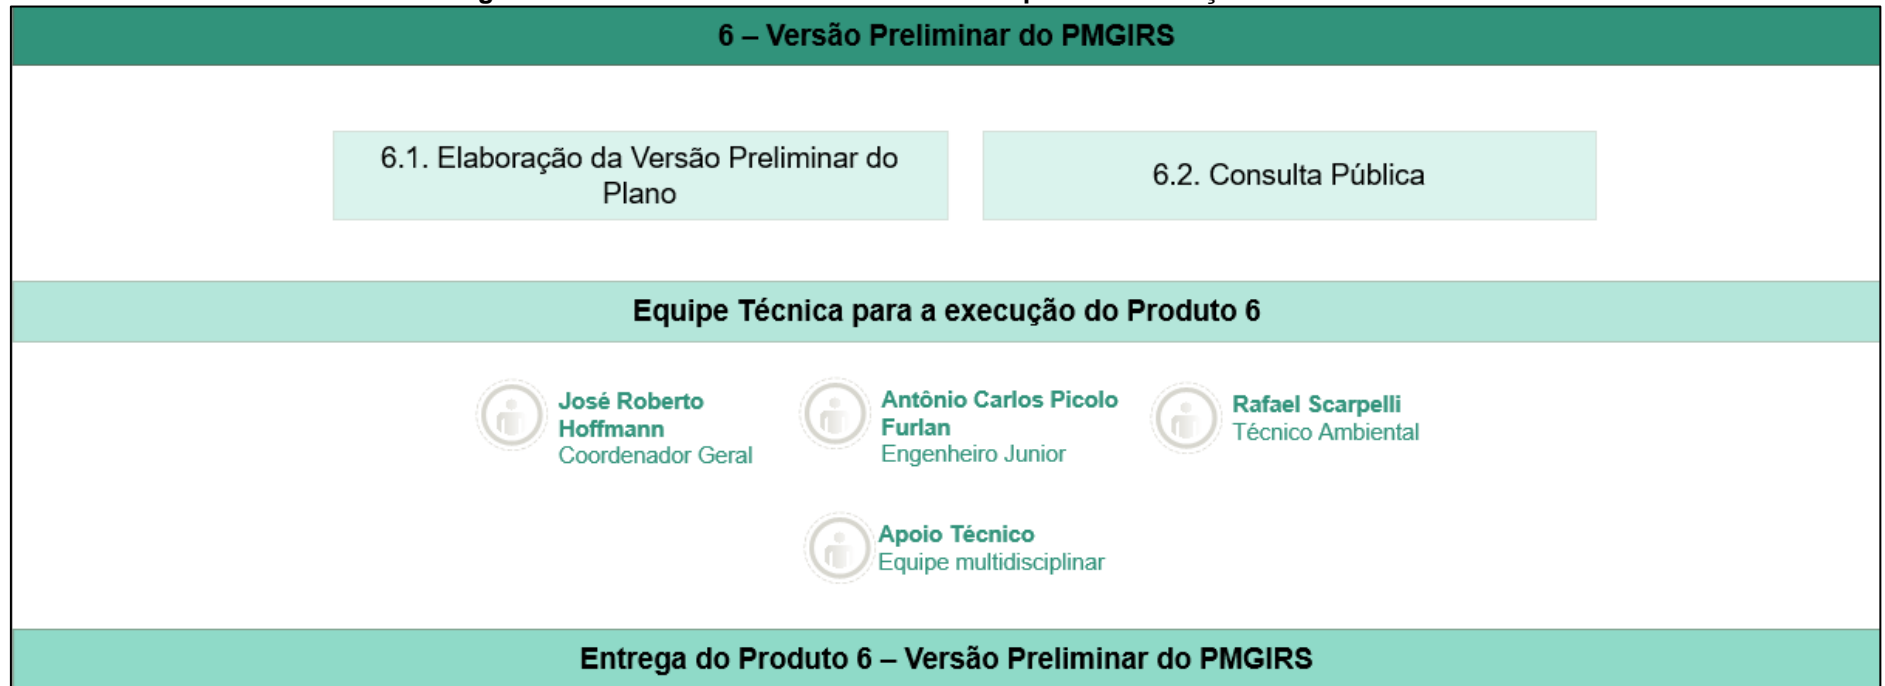 6 – Versão Preliminar do PMGIRS
6.1. Elaboração da Versão Preliminar do
Plano
6.2. Consulta Pública
Equipe Técnica para a execução do Produto 6
José Roberto
Hoffmann
Coordenador Geral
Antônio Carlos Picolo
Furlan
Engenheiro Junior
Rafael Scarpelli
Técnico Ambiental
Apoio Técnico
Equipe multidisciplinar
Entrega do Produto 6 – Versão Preliminar do PMGIRS